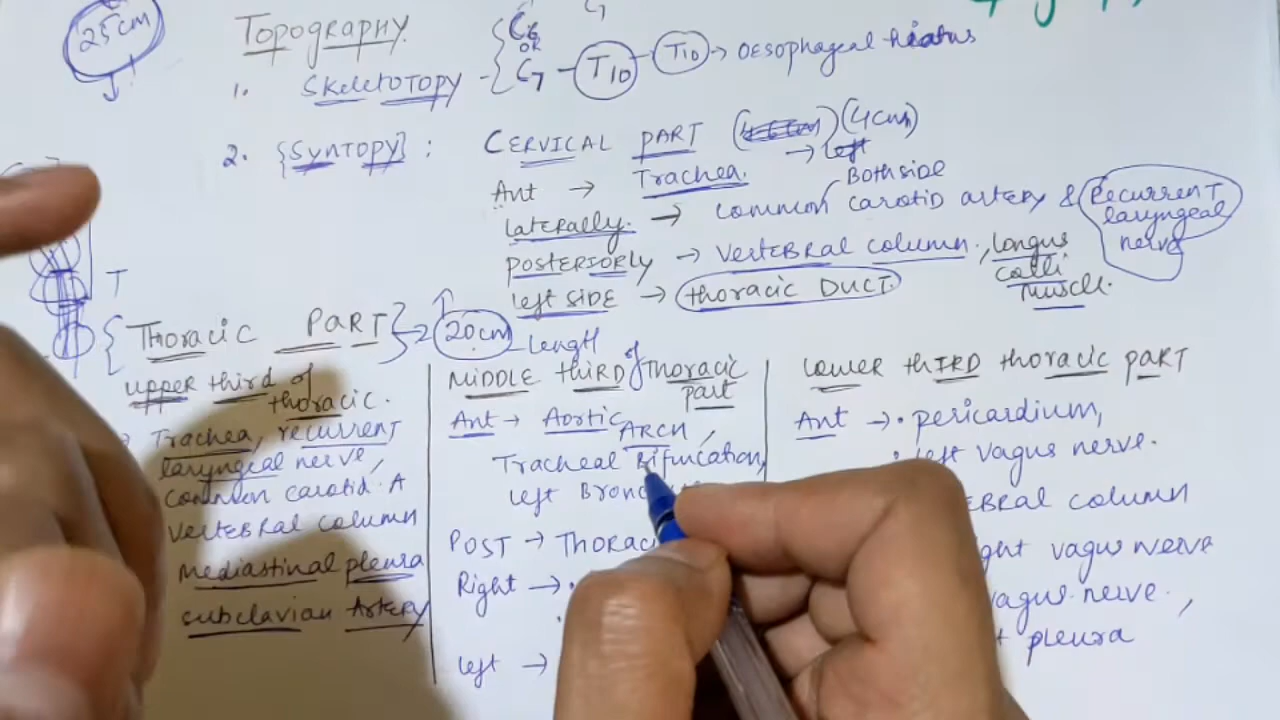 25cm
Topography
C6
OR
1. SKeletOTOPY - C7 - T10 - T10 → OEsophageal hiatus
2. {SynTOPY} : CERVICAL PART (4cm)
→ left
Ant → Trachea
Both side
laterally. → common carotid artery & Recurrent laryngeal nerve
Posteriorly → vertebral column, longus colli muscle.
left side → thoracic DUCT.
T
{Thoracic PART} 20cm - length
upper third of thoracic.
Trachea, recurrent
laryngeal nerve,
common carotid. A
vertebral column
mediastinal pleura
subclavian Artery
MIDDLE thiRD of Thoracic part
Ant → Aortic ARCH,
Tracheal Bifurcation,
left
POST →
Right → .
left →
lower thIRD thoracic part
Ant → . pericardium,
. left vagus nerve.
column
vagus nerve
vagus nerve. ,
pleura